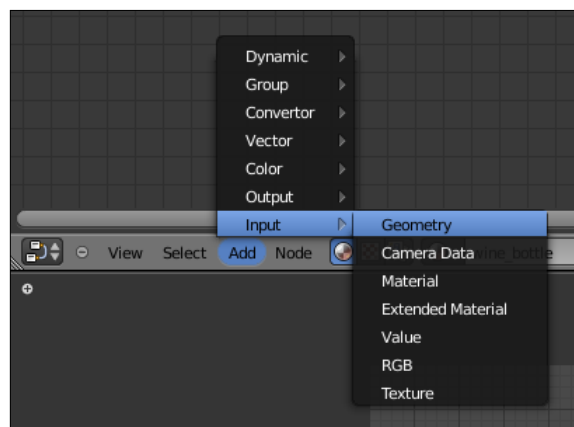 Dynamic
Group
Convertor
Vector
Color
Output
Input
Geometry
View Select Add Node
Camera Data
wine_bottle
Material
Extended Material
Value
RGB
Texture